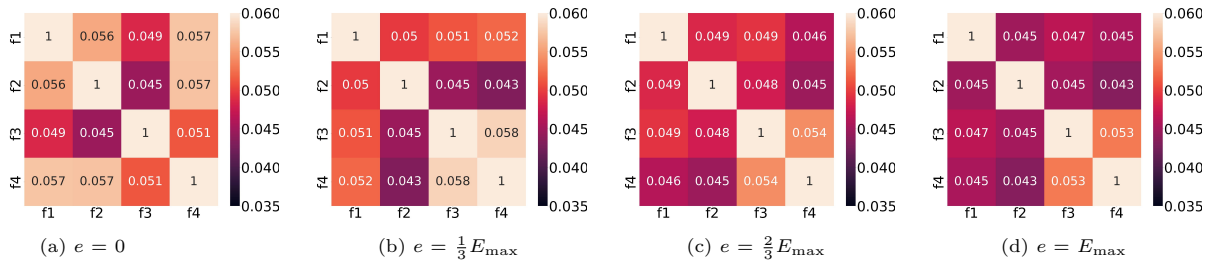 f1 1 0.056 0.049 0.057 0.060
0.055
f2 0.056 1 0.045 0.057 0.050
0.045
f3 0.049 0.045 1 0.051 0.040
f4 0.057 0.057 0.051 1 0.035
f1 f2 f3 f4
(a) e = 0
f1 1 0.05 0.051 0.052 0.060
0.055
f2 0.05 1 0.045 0.043 0.050
0.045
f3 0.051 0.045 1 0.058 0.040
f4 0.052 0.043 0.058 1 0.035
f1 f2 f3 f4
(b) e = 1/3 E_max
f1 1 0.049 0.049 0.046 0.060
0.055
f2 0.049 1 0.048 0.045 0.050
0.045
f3 0.049 0.048 1 0.054 0.040
f4 0.046 0.045 0.054 1 0.035
f1 f2 f3 f4
(c) e = 2/3 E_max
f1 1 0.045 0.047 0.045 0.060
0.055
f2 0.045 1 0.045 0.043 0.050
0.045
f3 0.047 0.045 1 0.053 0.040
f4 0.045 0.043 0.053 1 0.035
f1 f2 f3 f4
(d) e = E_max